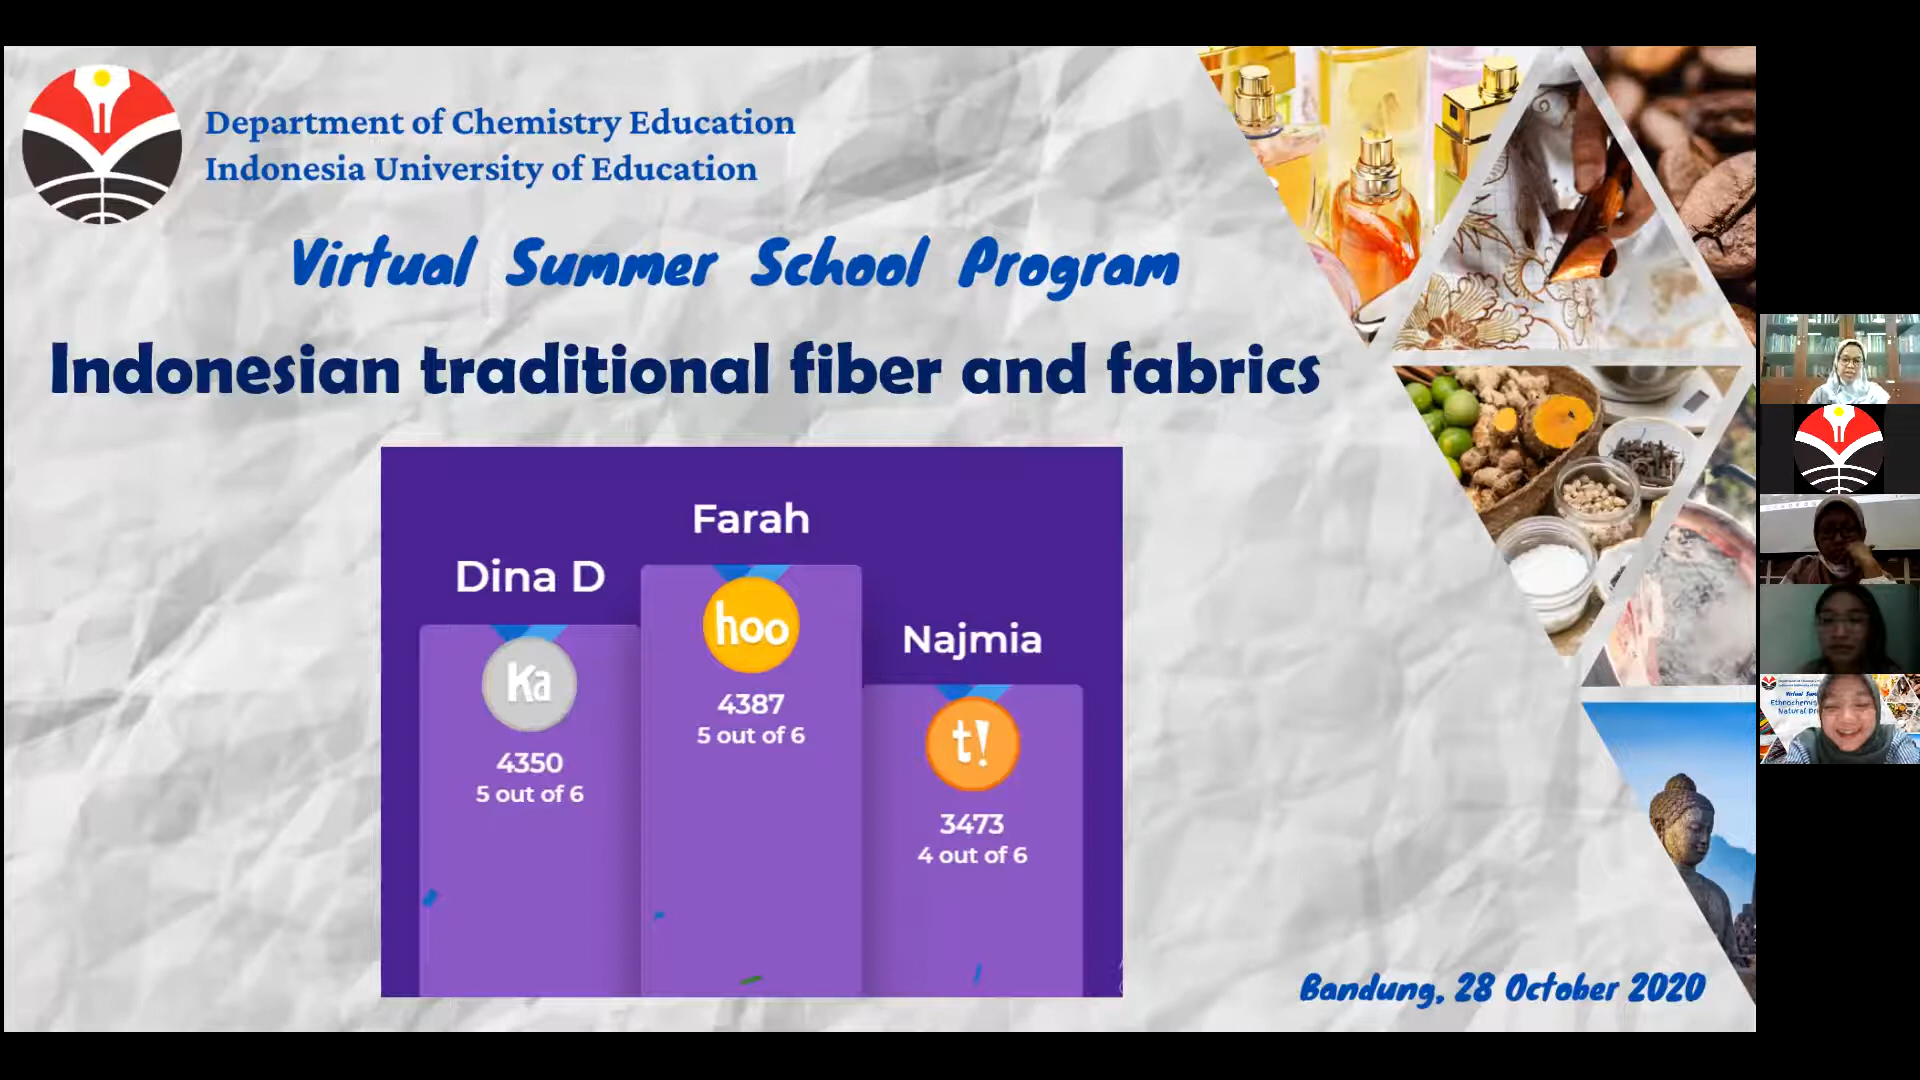 Department of Chemistry Education
Indonesia University of Education
Virtual Summer School Program
Indonesian traditional fiber and fabrics
Farah
Dina D
Najmia
Ka
hoo
t!
4350
5 out of 6
4387
5 out of 6
3473
4 out of 6
Bandung, 28 October 2020